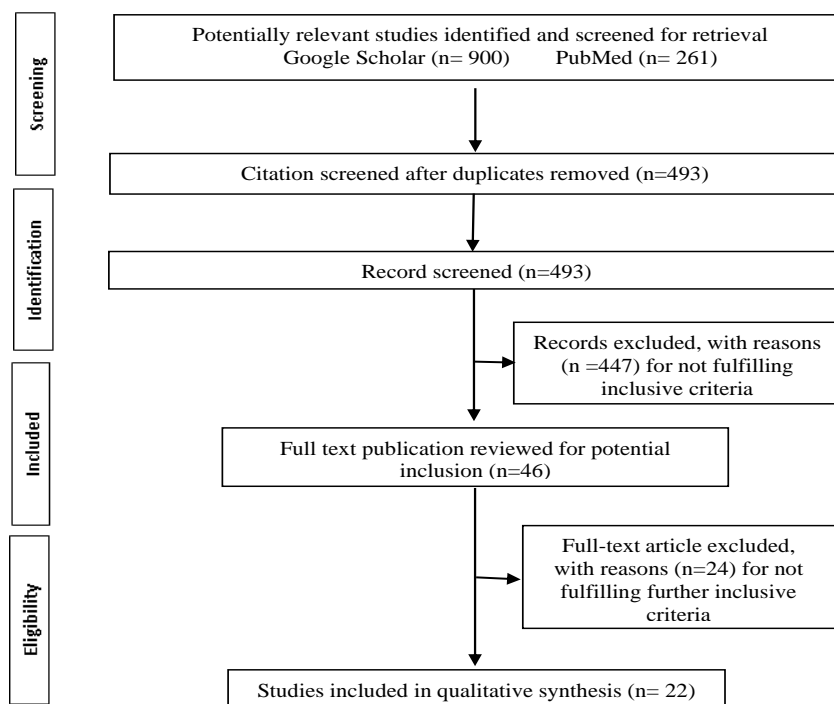 Screening
Potentially relevant studies identified and screened for retrieval
Google Scholar (n= 900) PubMed (n= 261)
Citation screened after duplicates removed (n=493)
Identification
Record screened (n=493)
Records excluded, with reasons
(n =447) for not fulfilling
inclusive criteria
Included
Full text publication reviewed for potential
inclusion (n=46)
Full-text article excluded,
with reasons (n=24) for not
fulfilling further inclusive
criteria
Eligibility
Studies included in qualitative synthesis (n= 22)